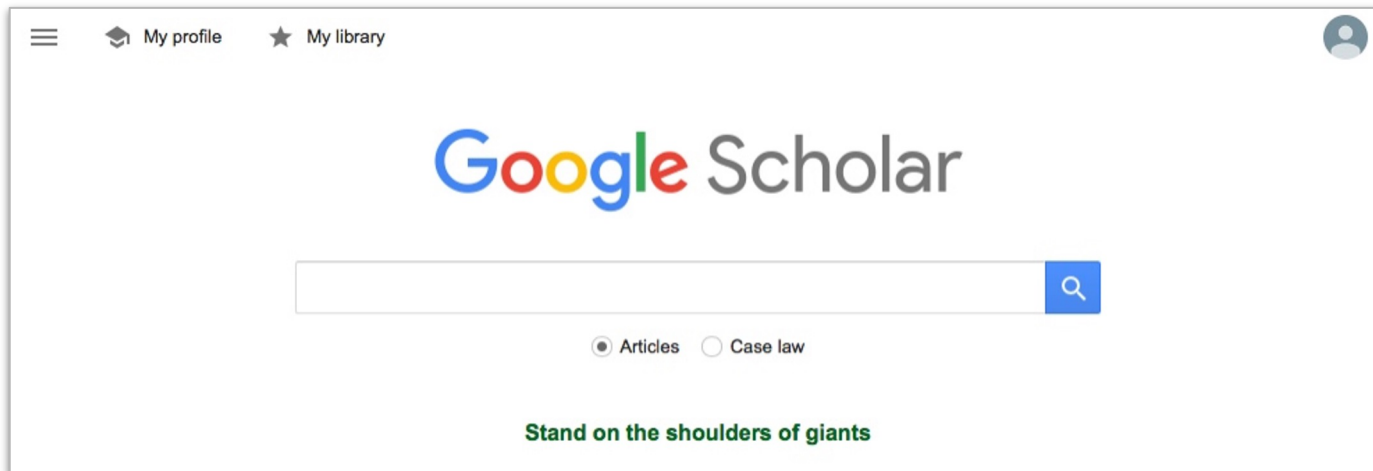 My profile My library
Google Scholar
Articles Case law
Stand on the shoulders of giants